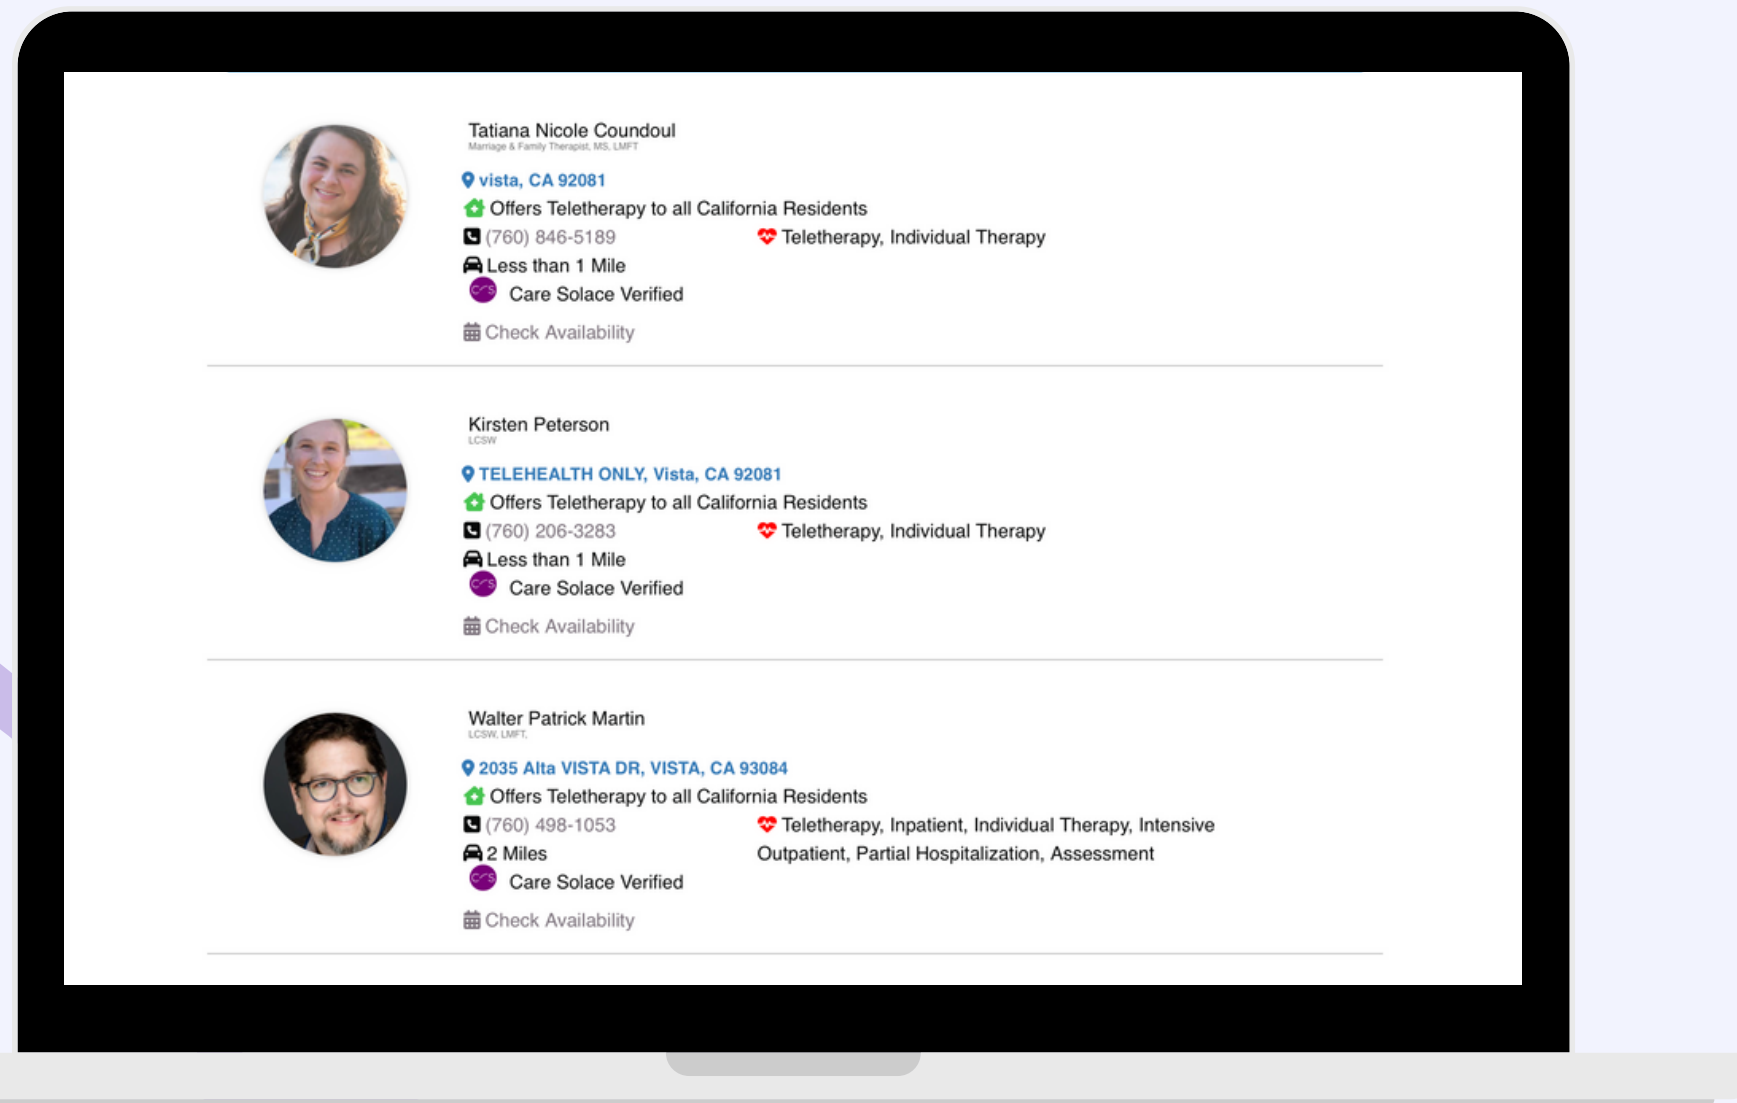 Tatiana Nicole Coundoul
Marriage & Family Therapist, MS, LMFT
vista, CA 92081
Offers Teletherapy to all California Residents
(760) 846-5189
Teletherapy, Individual Therapy
Less than 1 Mile
Care Solace Verified
Check Availability
Kirsten Peterson
LCSW
TELEHEALTH ONLY, Vista, CA 92081
Offers Teletherapy to all California Residents
(760) 206-3283
Teletherapy, Individual Therapy
Less than 1 Mile
Care Solace Verified
Check Availability
Walter Patrick Martin
LCSW, LMFT,
2035 Alta VISTA DR, VISTA, CA 93084
Offers Teletherapy to all California Residents
(760) 498-1053
Teletherapy, Inpatient, Individual Therapy, Intensive
Outpatient, Partial Hospitalization, Assessment
2 Miles
Care Solace Verified
Check Availability